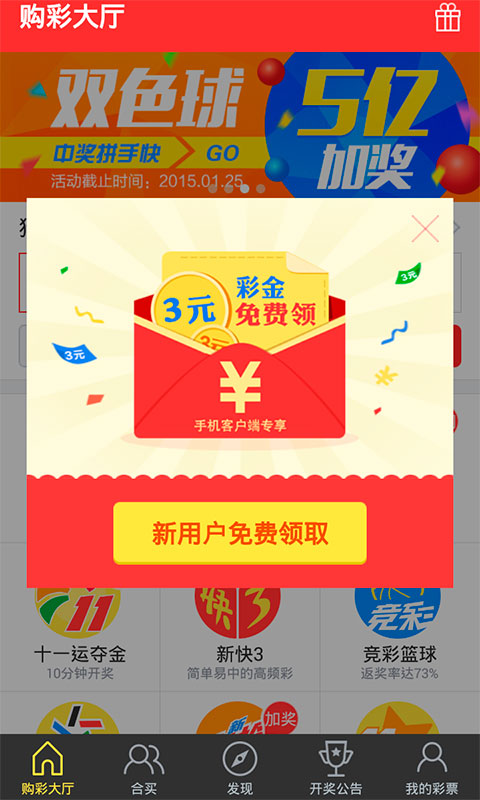 购彩大厅
双色球
5亿
中奖拼手快 GO
加奖
活动截止时间：2015.01.25
3元
彩金
免费领
3元
3元
3元
¥
手机客户端专享
新用户免费领取
11
快3
竞彩
十一运夺金
新快3
竞彩篮球
10分钟开奖
简单易中的高频彩
返奖率达73%
加奖
购彩大厅
合买
发现
开奖公告
我的彩票